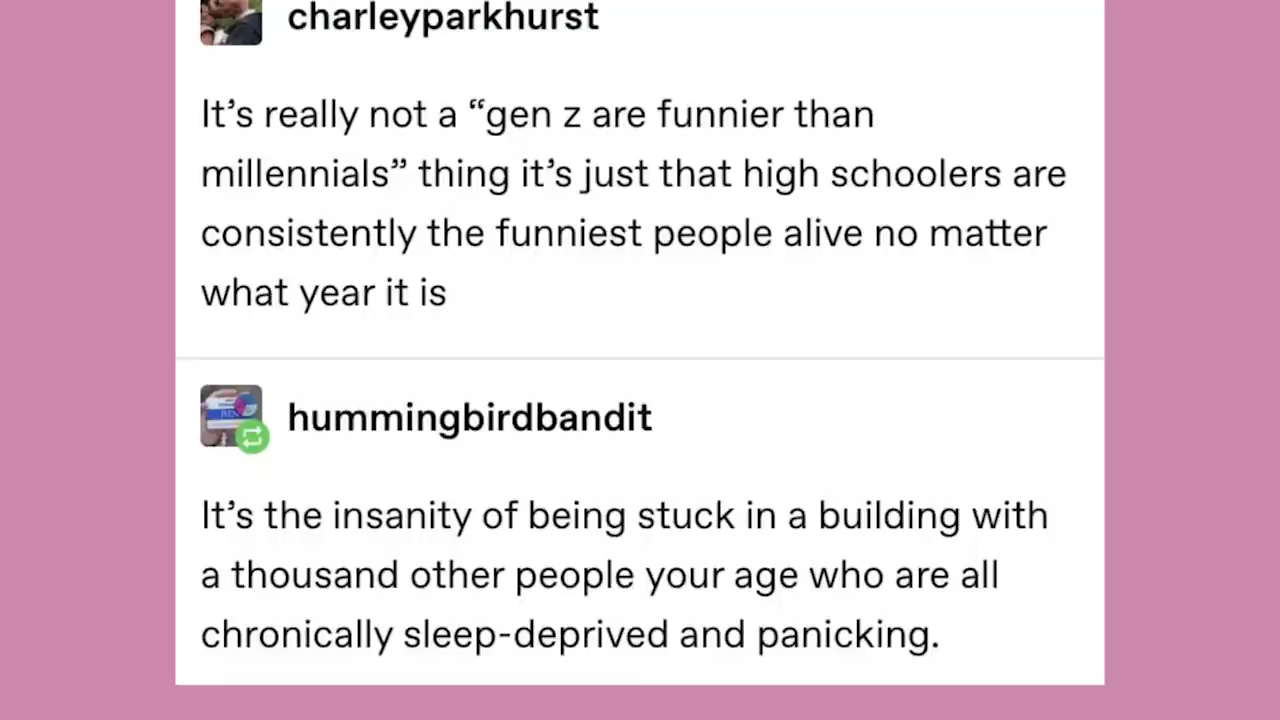 charleyparkhurst
It’s really not a “gen z are funnier than
millennials” thing it’s just that high schoolers are
consistently the funniest people alive no matter
what year it is
hummingbirdbandit
It’s the insanity of being stuck in a building with
a thousand other people your age who are all
chronically sleep-deprived and panicking.